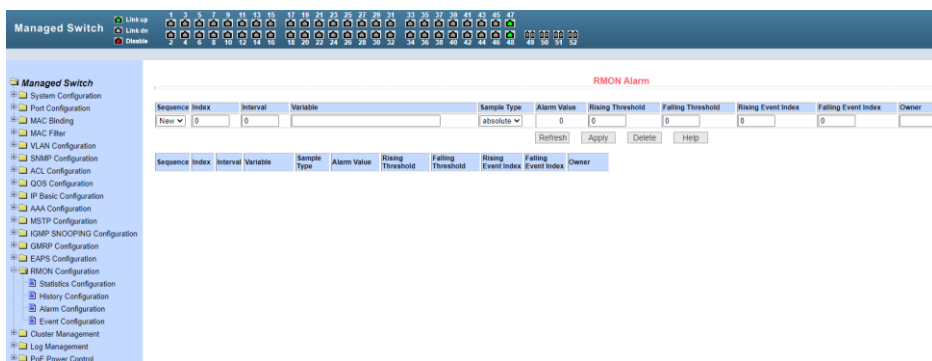 Managed Switch
Link up
Link dn
Disable
1 3 5 7 9 11 13 15 17 19 21 23 25 27 29 31 33 35 37 39 41 43 45 47
2 4 6 8 10 12 14 16 18 20 22 24 26 28 30 32 34 36 38 40 42 44 46 48 49 50 51 52
Managed Switch
System Configuration
Port Configuration
MAC Binding
MAC Filter
VLAN Configuration
SNMP Configuration
ACL Configuration
QOS Configuration
IP Basic Configuration
AAA Configuration
MSTP Configuration
IGMP SNOOPING Configuration
GMRP Configuration
EAPS Configuration
RMON Configuration
Statistics Configuration
History Configuration
Alarm Configuration
Event Configuration
Cluster Management
Log Management
PoE Power Control
RMON Alarm
Sequence Index Interval Variable Sample Type Alarm Value Rising Threshold Falling Threshold Rising Event Index Falling Event Index Owner
New 0 0 absolute 0 0 0 0 0
Refresh Apply Delete Help
Sequence Index Interval Variable Sample Type Alarm Value Rising Threshold Falling Threshold Rising Event Index Falling Event Index Owner